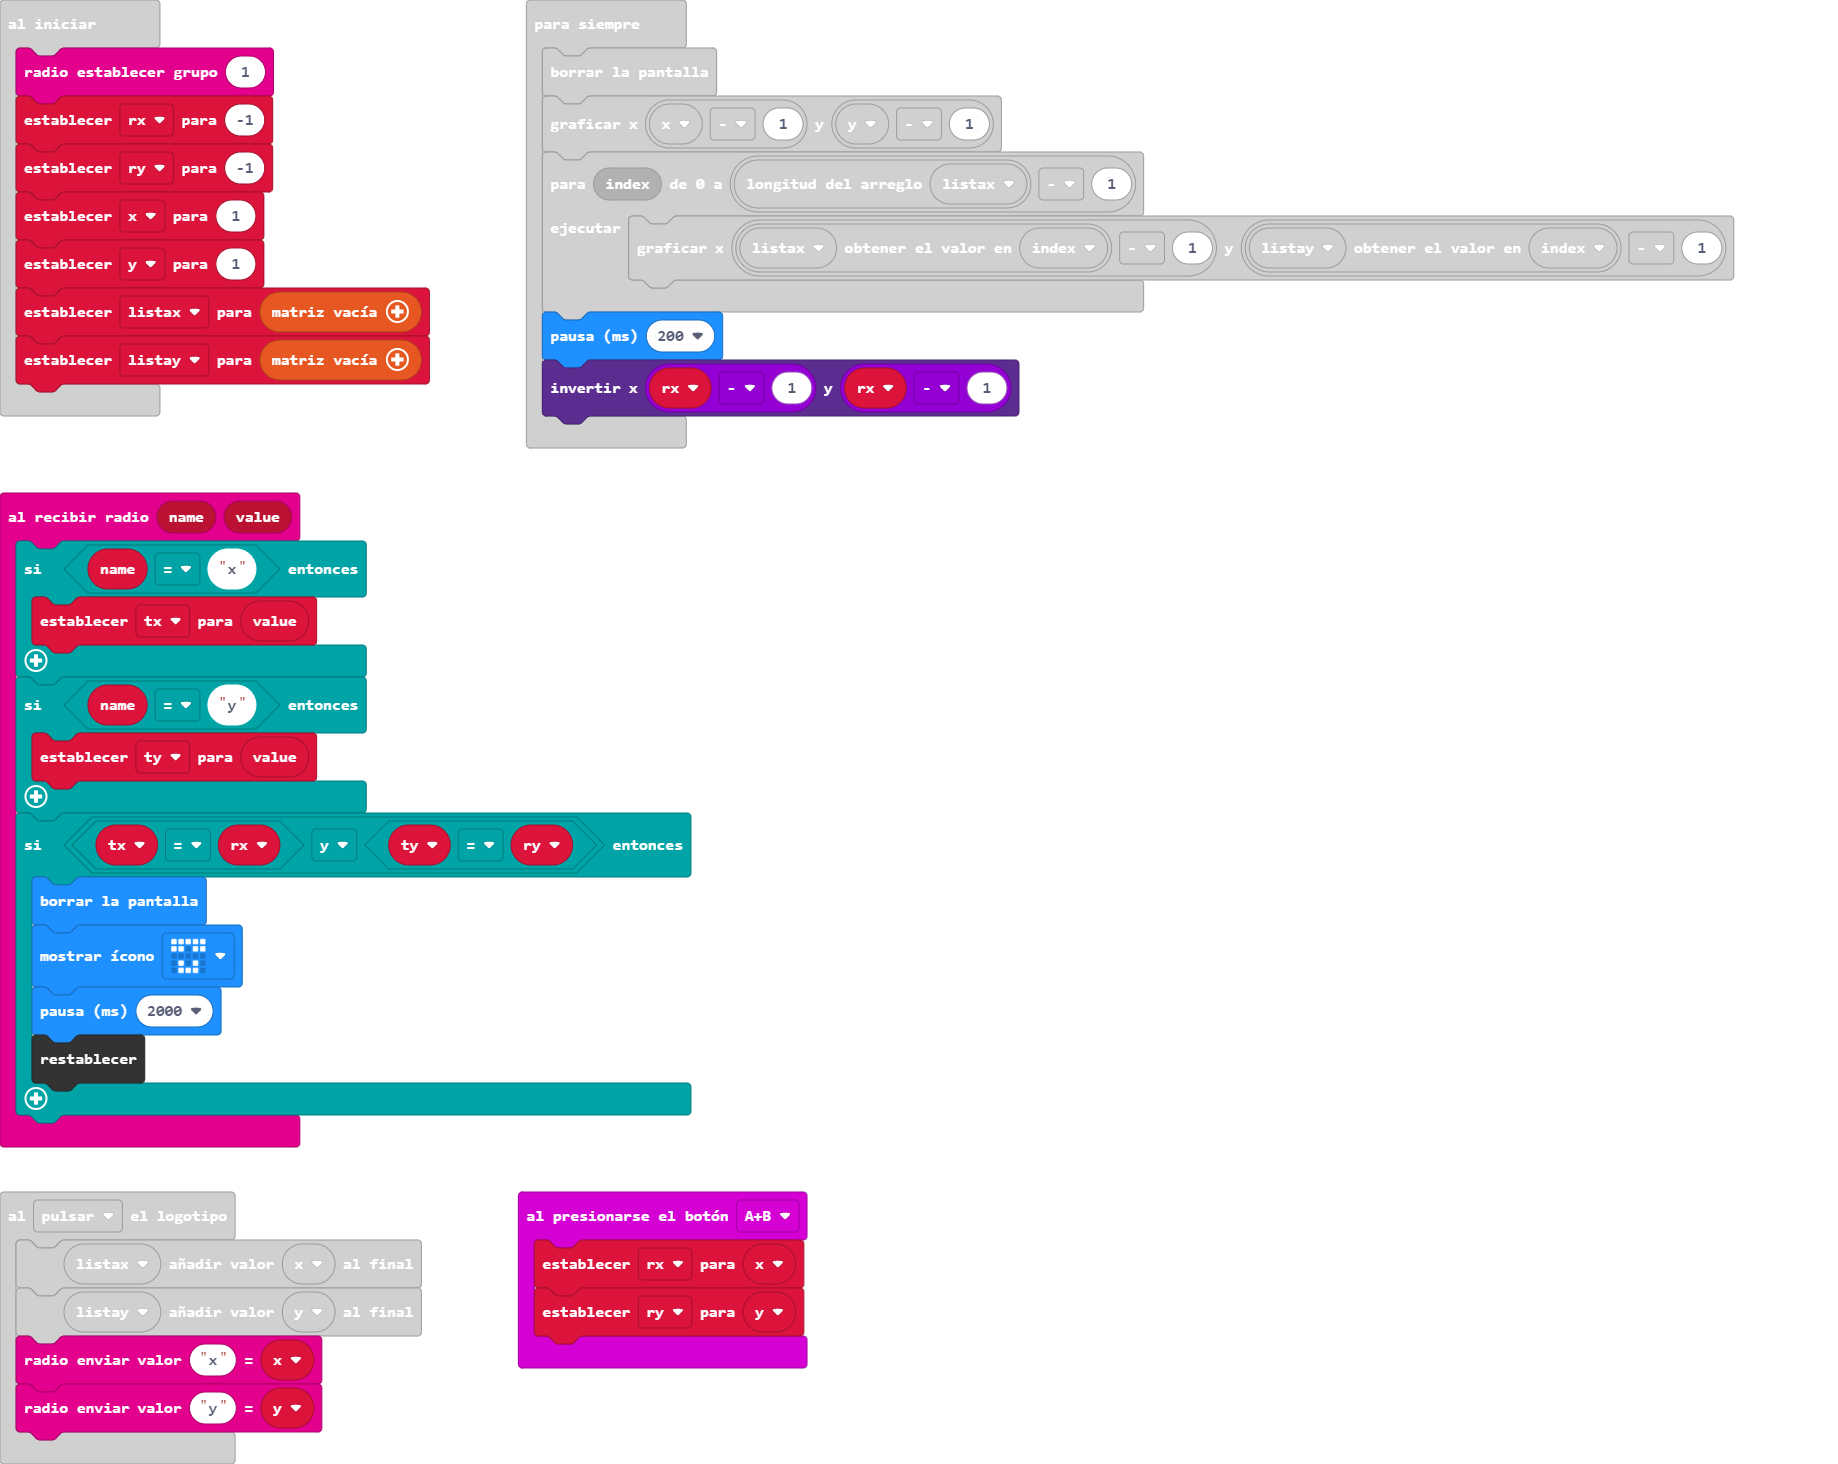 al iniciar
radio establecer grupo 1
establecer rx para -1
establecer ry para -1
establecer x para 1
establecer y para 1
establecer listax para matriz vacía
establecer listay para matriz vacía
para siempre
borrar la pantalla
graficar x x - 1 y y - 1
para index de 0 a longitud del arreglo listax - 1
ejecutar
graficar x listax obtener el valor en index - 1 y listay obtener el valor en index - 1
pausa (ms) 200
invertir x rx - 1 y rx - 1
al recibir radio name value
si name = "x" entonces
establecer tx para value
si name = "y" entonces
establecer ty para value
si tx = rx y ty = ry entonces
borrar la pantalla
mostrar ícono
pausa (ms) 2000
restablecer
al pulsar el logotipo
listax añadir valor x al final
listay añadir valor y al final
radio enviar valor "x" = x
radio enviar valor "y" = y
al presionarse el botón A+B
establecer rx para x
establecer ry para y